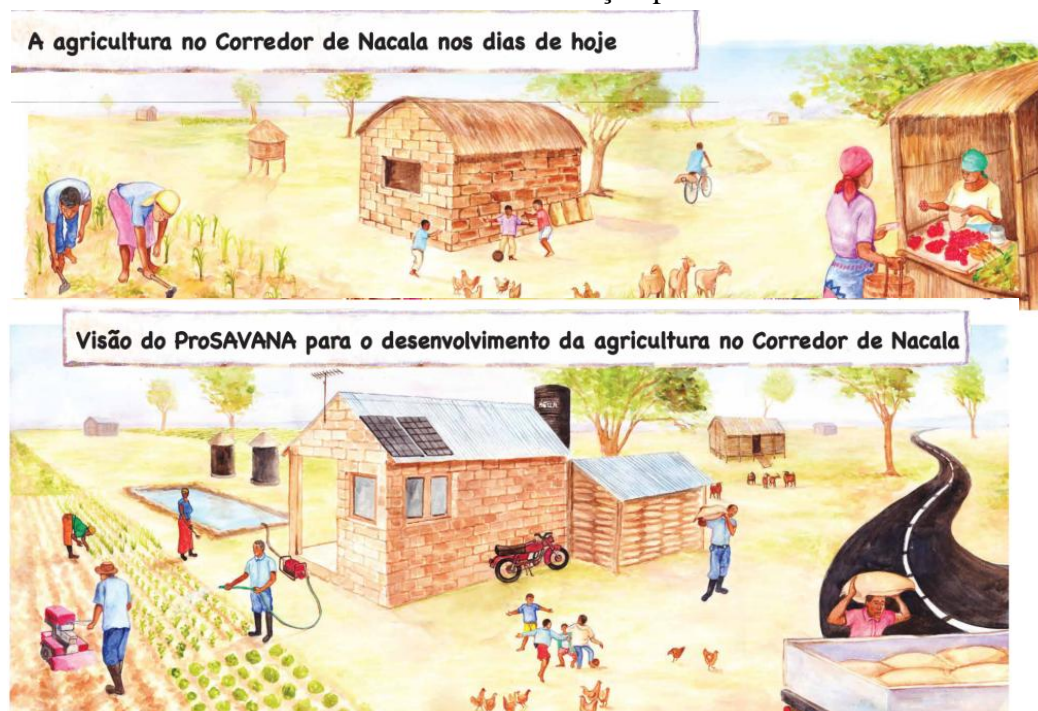 A agricultura no Corredor de Nacala nos dias de hoje
Visão do ProSAVANA para o desenvolvimento da agricultura no Corredor de Nacala